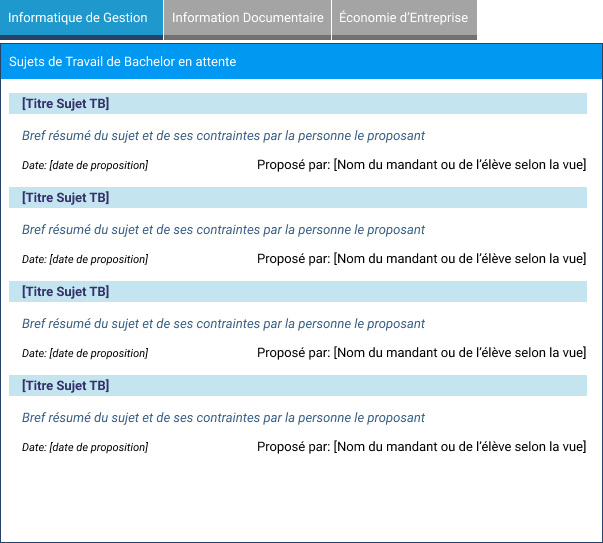 Informatique de Gestion Information Documentaire Économie d'Entreprise
Sujets de Travail de Bachelor en attente
[Titre Sujet TB]
Bref résumé du sujet et de ses contraintes par la personne le proposant
Date: [date de proposition] Proposé par: [Nom du mandant ou de l'élève selon la vue]
[Titre Sujet TB]
Bref résumé du sujet et de ses contraintes par la personne le proposant
Date: [date de proposition] Proposé par: [Nom du mandant ou de l'élève selon la vue]
[Titre Sujet TB]
Bref résumé du sujet et de ses contraintes par la personne le proposant
Date: [date de proposition] Proposé par: [Nom du mandant ou de l'élève selon la vue]
[Titre Sujet TB]
Bref résumé du sujet et de ses contraintes par la personne le proposant
Date: [date de proposition] Proposé par: [Nom du mandant ou de l'élève selon la vue]